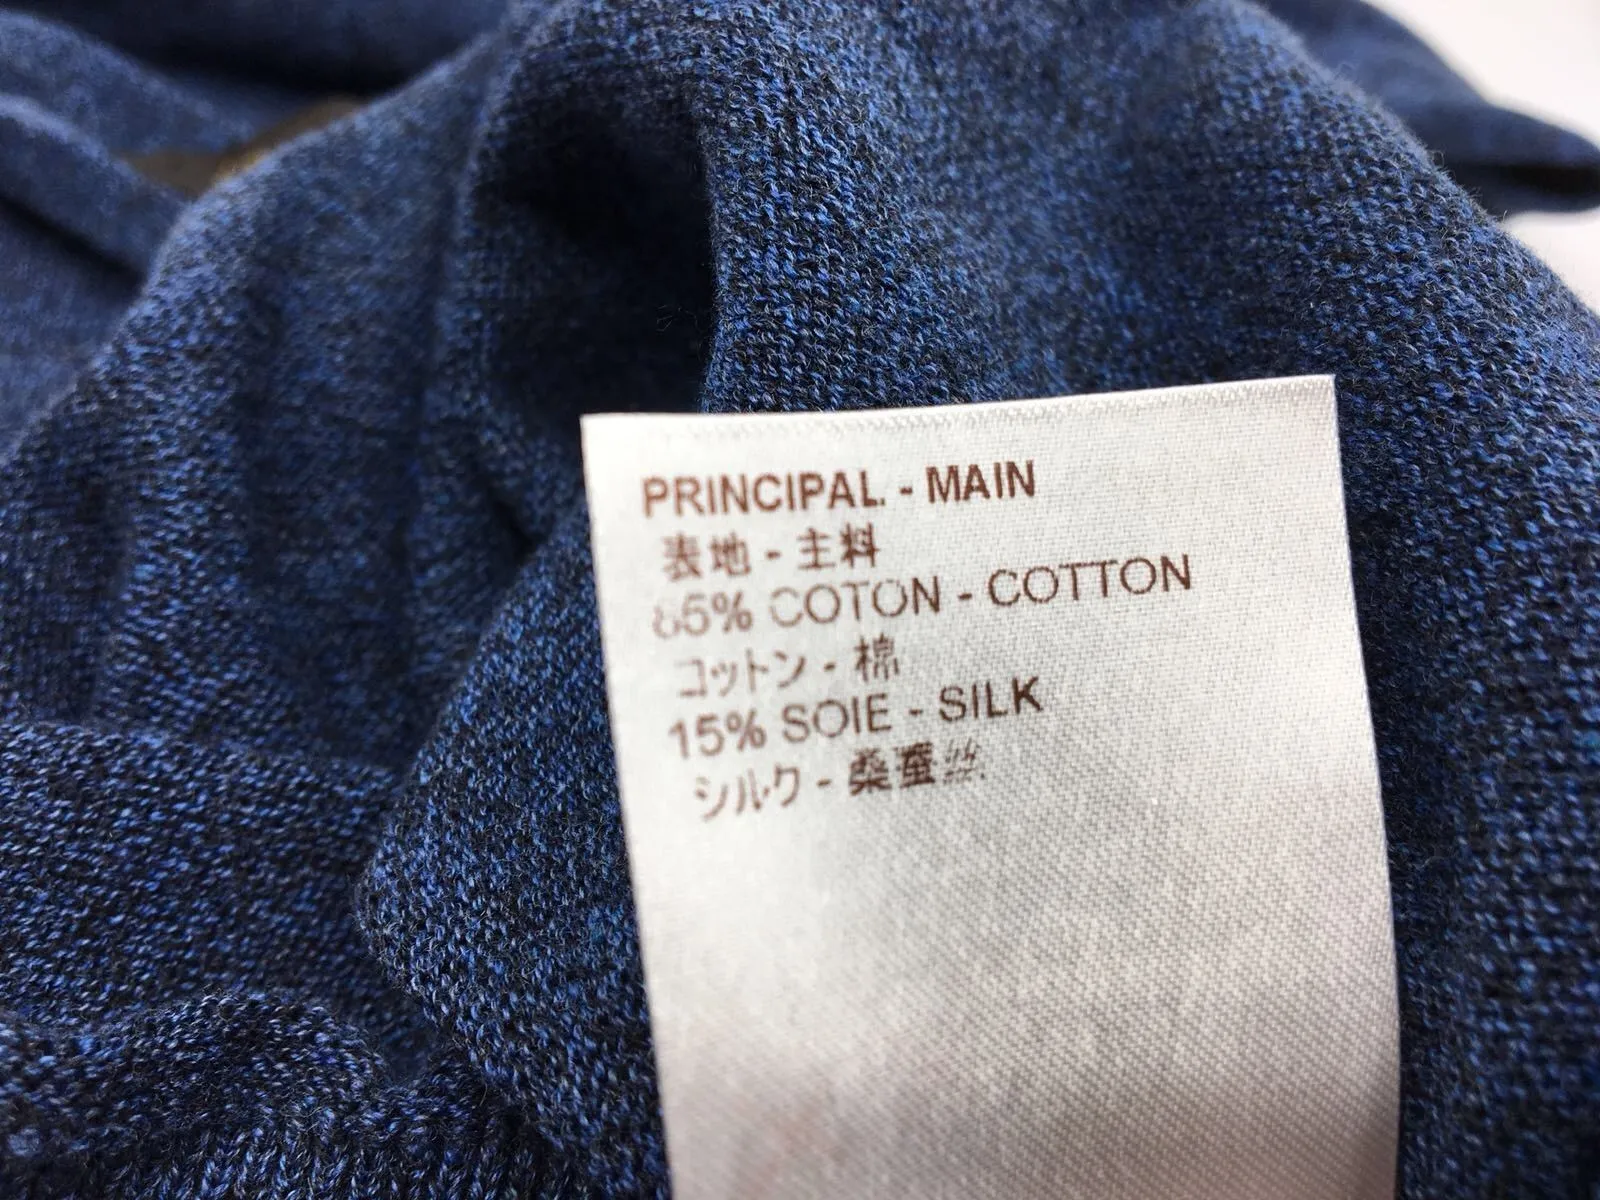 PRINCIPAL - MAIN
表地 - 主料
85% COTON - COTTON
コットン - 棉
15% SOIE - SILK
シルク - 桑蚕丝